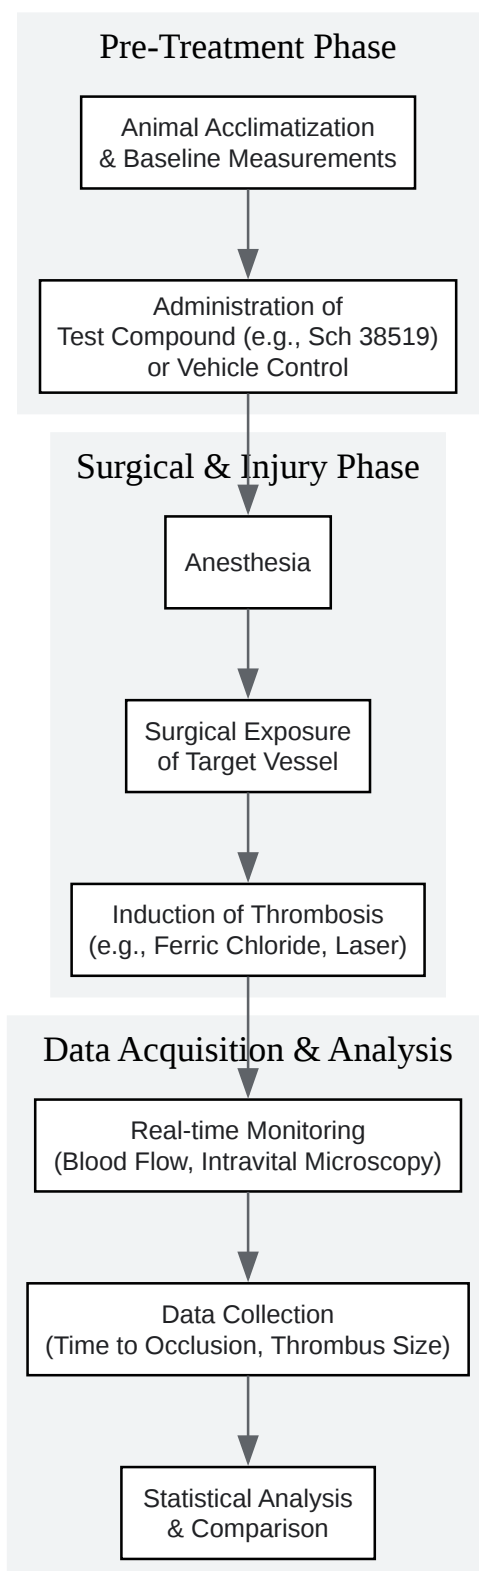 Pre-Treatment Phase
Animal Acclimatization
& Baseline Measurements
Administration of
Test Compound (e.g., Sch 38519)
or Vehicle Control
Surgical & Injury Phase
Anesthesia
Surgical Exposure
of Target Vessel
Induction of Thrombosis
(e.g., Ferric Chloride, Laser)
Data Acquisition & Analysis
Real-time Monitoring
(Blood Flow, Intravital Microscopy)
Data Collection
(Time to Occlusion, Thrombus Size)
Statistical Analysis
& Comparison